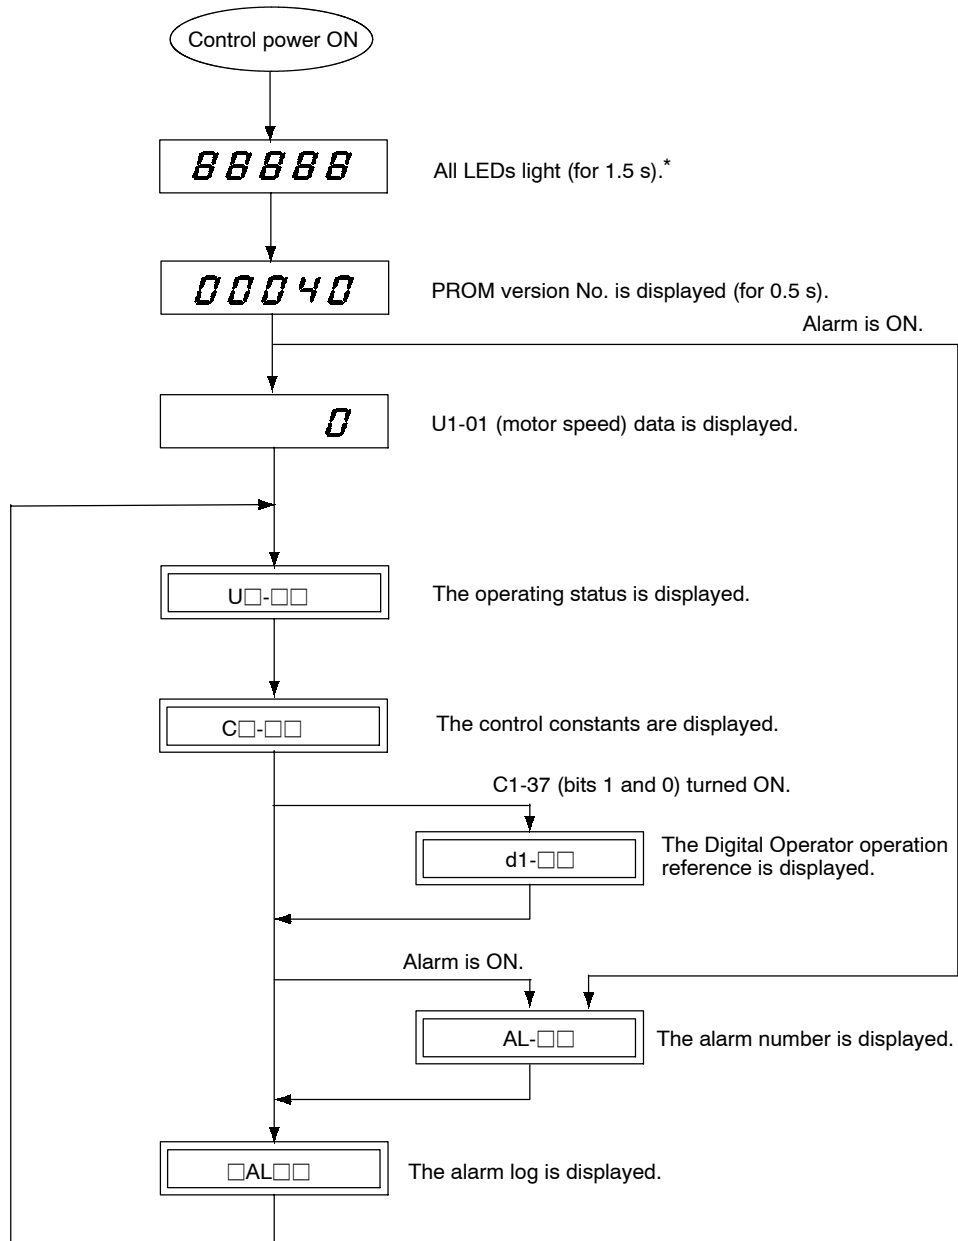 Control power ON
88888
All LEDs light (for 1.5 s).*
00040
PROM version No. is displayed (for 0.5 s).
Alarm is ON.
0
U1-01 (motor speed) data is displayed.
U□-□□
The operating status is displayed.
C□-□□
The control constants are displayed.
C1-37 (bits 1 and 0) turned ON.
d1-□□
The Digital Operator operation
reference is displayed.
Alarm is ON.
AL-□□
The alarm number is displayed.
□AL□□
The alarm log is displayed.